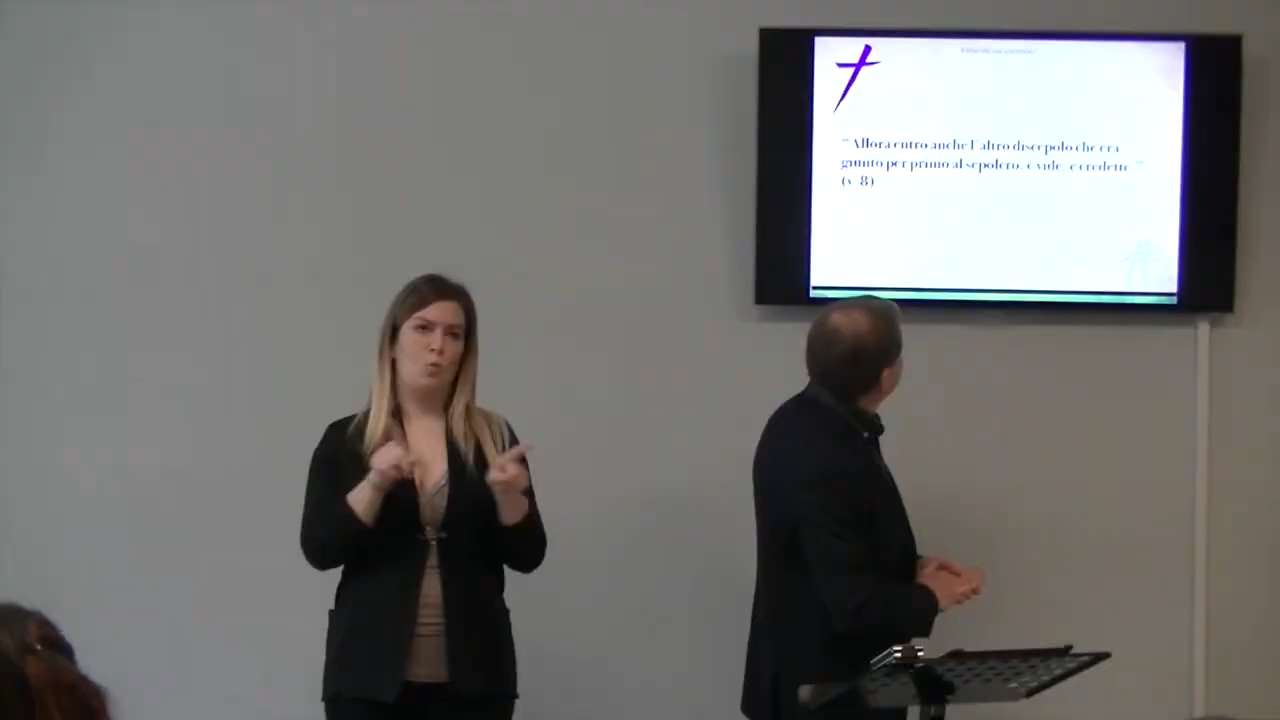 "Allora entrò anche l'altro discepolo che era
giunto per primo al sepolcro, e vide, e credette."
(v. 8)